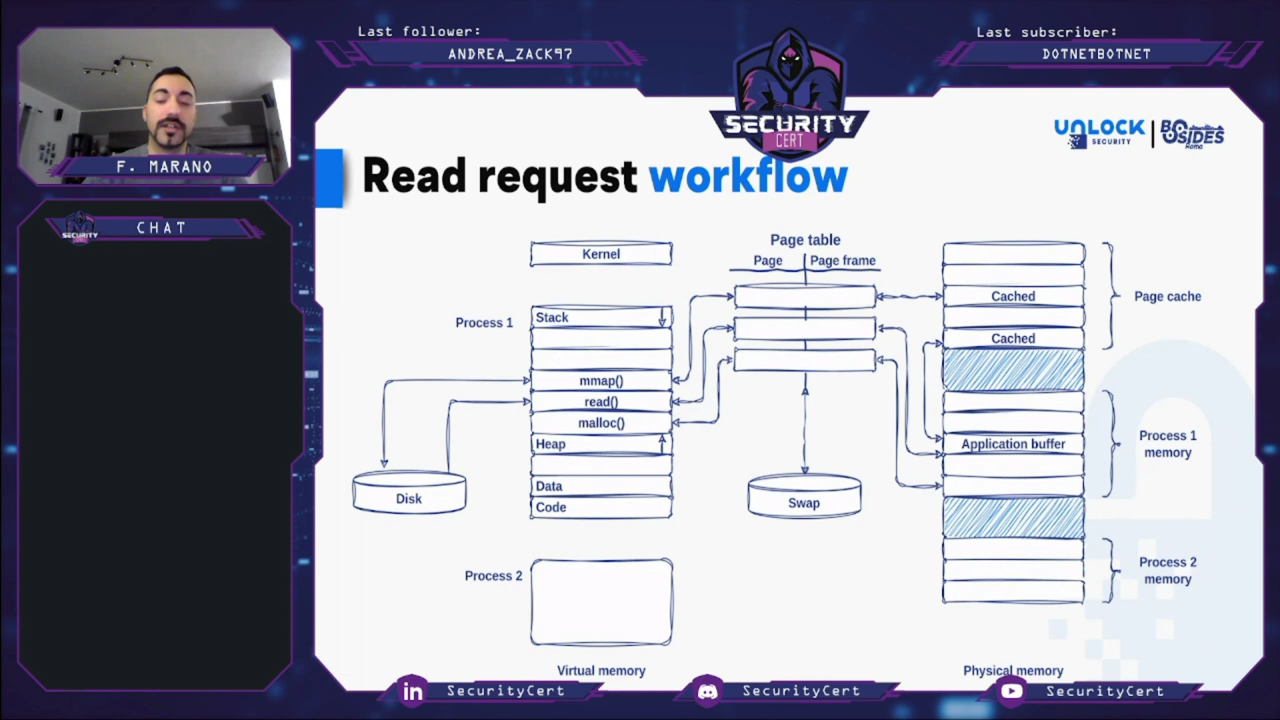 Last follower:
ANDREA_ZACK97
Last subscriber:
DOTNETBOTNET
SECURITY
CERT
UNLOCK
SECURITY
BSIDES
Roma
F. MARANO
SECURITY
CHAT
Read request workflow
Kernel
Page table
Page
Page frame
Process 1
Stack
mmap()
read()
malloc()
Heap
Data
Code
Disk
Swap
Cached
Cached
Page cache
Application buffer
Process 1
memory
Process 2
Process 2
memory
Virtual memory
Physical memory
SecurityCert
SecurityCert
SecurityCert